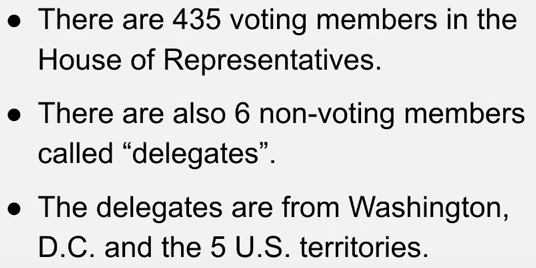 ● There are 435 voting members in the
House of Representatives.
● There are also 6 non-voting members
called “delegates”.
● The delegates are from Washington,
D.C. and the 5 U.S. territories.